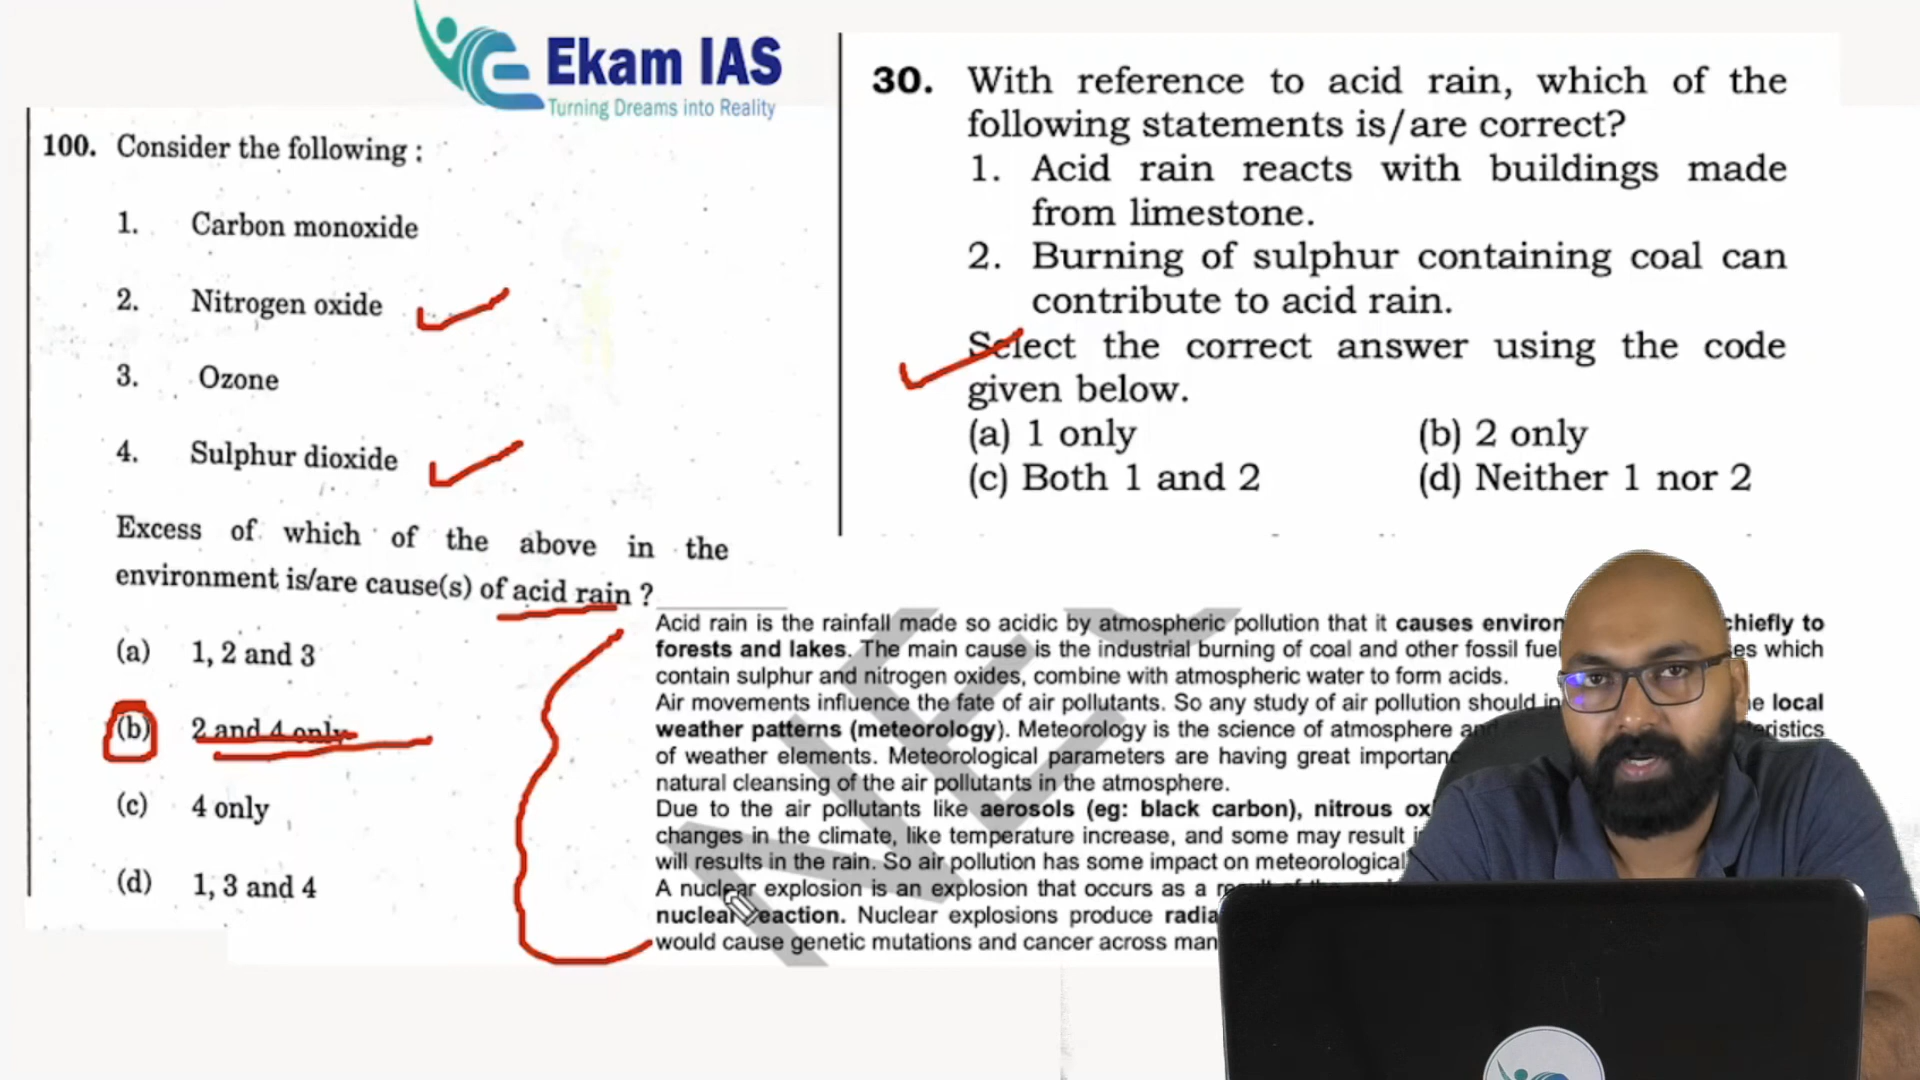 Ekam IAS
Turning Dreams into Reality
100. Consider the following :
1. Carbon monoxide
2. Nitrogen oxide
3. Ozone
4. Sulphur dioxide
Excess of which of the above in the
environment is/are cause(s) of acid rain ?
(a) 1, 2 and 3
(b) 2 and 4 only
(c) 4 only
(d) 1, 3 and 4
30. With reference to acid rain, which of the
following statements is/are correct?
1. Acid rain reacts with buildings made
from limestone.
2. Burning of sulphur containing coal can
contribute to acid rain.
Select the correct answer using the code
given below.
(a) 1 only (b) 2 only
(c) Both 1 and 2 (d) Neither 1 nor 2
Acid rain is the rainfall made so acidic by atmospheric pollution that it causes environ chiefly to
forests and lakes. The main cause is the industrial burning of coal and other fossil fue es which
contain sulphur and nitrogen oxides, combine with atmospheric water to form acids.
Air movements influence the fate of air pollutants. So any study of air pollution should in local
weather patterns (meteorology). Meteorology is the science of atmosphere
of weather elements. Meteorological parameters are having great importanc
natural cleansing of the air pollutants in the atmosphere.
Due to the air pollutants like aerosols (eg: black carbon), nitrous ox
changes in the climate, like temperature increase, and some may result
will results in the rain. So air pollution has some impact on meteorological
A nuclear explosion is an explosion that occurs as a
nuclear reaction. Nuclear explosions produce radia
would cause genetic mutations and cancer across man